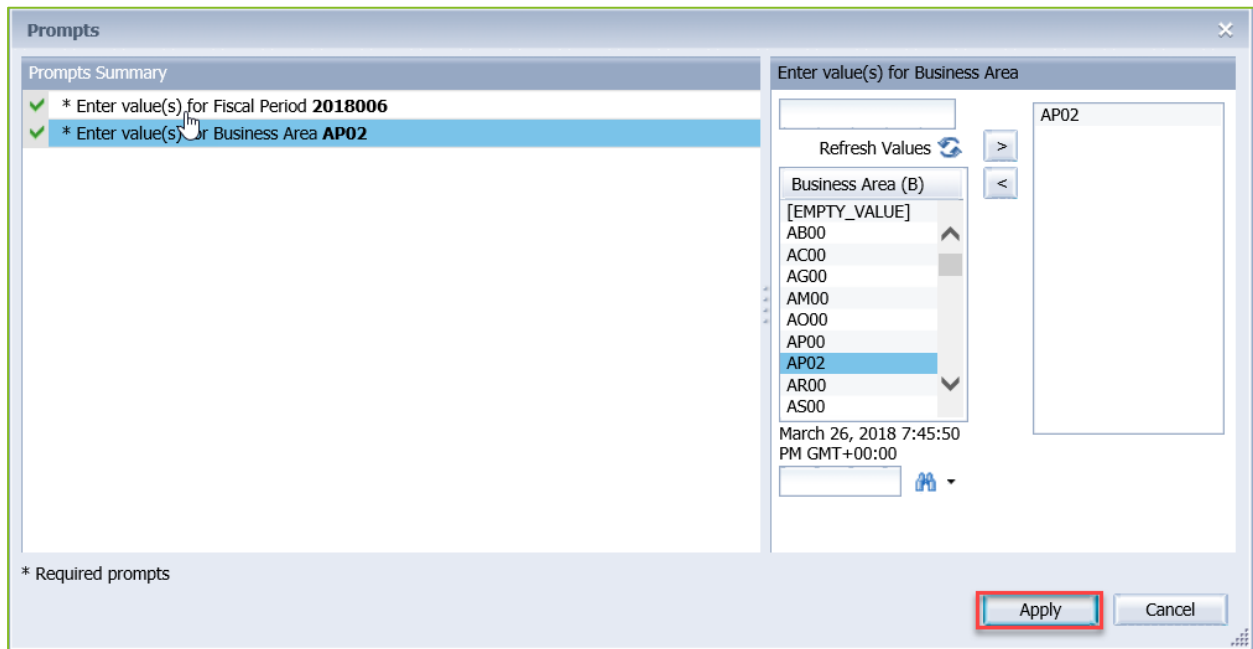 Prompts
Prompts Summary
* Enter value(s) for Fiscal Period 2018006
* Enter value(s) for Business Area AP02
Enter value(s) for Business Area
Refresh Values
>
<
Business Area (B)
[EMPTY_VALUE]
AB00
AC00
AG00
AM00
AO00
AP00
AP02
AR00
AS00
March 26, 2018 7:45:50
PM GMT+00:00
AP02
* Required prompts
Apply
Cancel